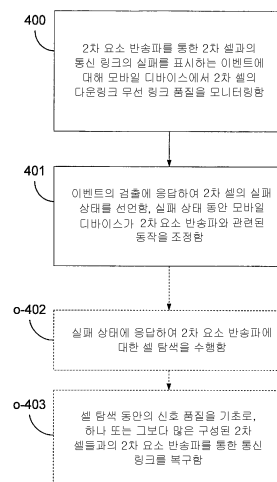 400
2차 요소 반송파를 통한 2차 셀과의
통신 링크의 실패를 표시하는 이벤트에
대해 모바일 디바이스에서 2차 셀의
다운링크 무선 링크 품질을 모니터링함
401
이벤트의 검출에 응답하여 2차 셀의 실패
상태를 선언함, 실패 상태 동안 모바일
디바이스가 2차 요소 반송파와 관련된
동작을 조정함
o-402
실패 상태에 응답하여 2차 요소 반송파에
대한 셀 탐색을 수행함
o-403
셀 탐색 동안의 신호 품질을 기초로,
하나 또는 그보다 많은 구성된 2차
셀들과의 2차 요소 반송파를 통한 통신
링크를 복구함